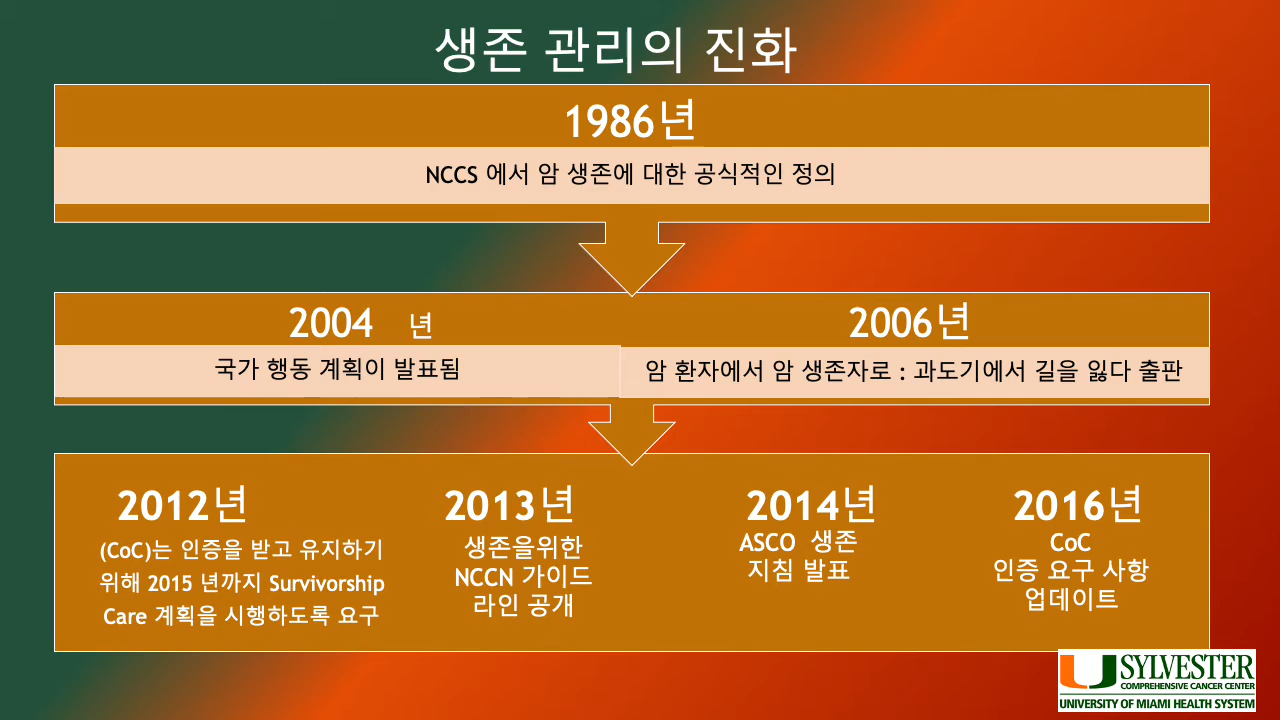 생존 관리의 진화
1986년
NCCS 에서 암 생존에 대한 공식적인 정의
2004 년
국가 행동 계획이 발표됨
2006년
암 환자에서 암 생존자로 : 과도기에서 길을 잃다 출판
2012년
(CoC)는 인증을 받고 유지하기
위해 2015 년까지 Survivorship
Care 계획을 시행하도록 요구
2013년
생존을위한
NCCN 가이드
라인 공개
2014년
ASCO 생존
지침 발표
2016년
CoC
인증 요구 사항
업데이트
SYLVESTER
COMPREHENSIVE CANCER CENTER
UNIVERSITY OF MIAMI HEALTH SYSTEM